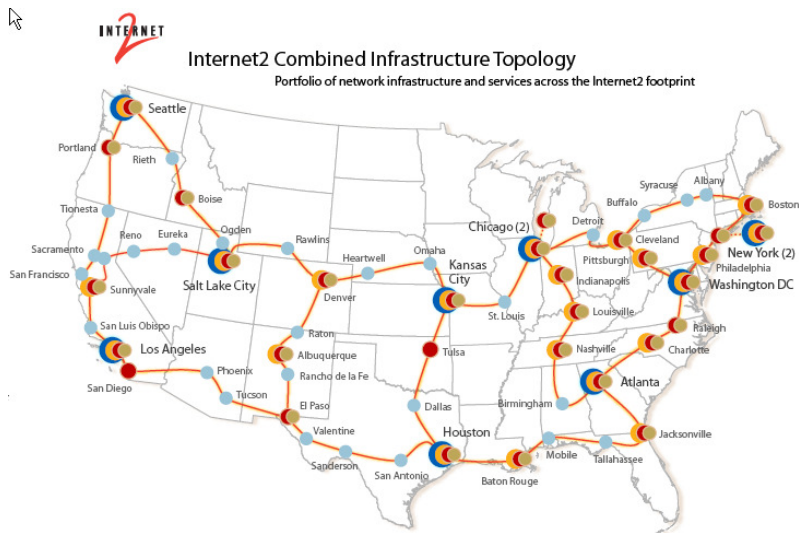 INTERNET
2
Internet2 Combined Infrastructure Topology
Portfolio of network infrastructure and services across the Internet2 footprint
Seattle
Portland
Rieth
Boise
Tionesta
Ogden
Reno
Eureka
Sacramento
San Francisco
Sunnyvale
Salt Lake City
Rawlins
Heartwell
Omaha
Denver
Kansas
City
Chicago (2)
Detroit
Buffalo
Syracuse
Albany
Boston
Cleveland
Pittsburgh
New York (2)
Philadelphia
Washington DC
Indianapolis
St. Louis
Louisville
Raleigh
Charlotte
Nashville
San Luis Obispo
Los Angeles
San Diego
Phoenix
Tucson
Raton
Albuquerque
Rancho de la Fe
El Paso
Tulsa
Dallas
Atlanta
Birmingham
Valentine
Sanderson
San Antonio
Houston
Baton Rouge
Mobile
Tallahassee
Jacksonville